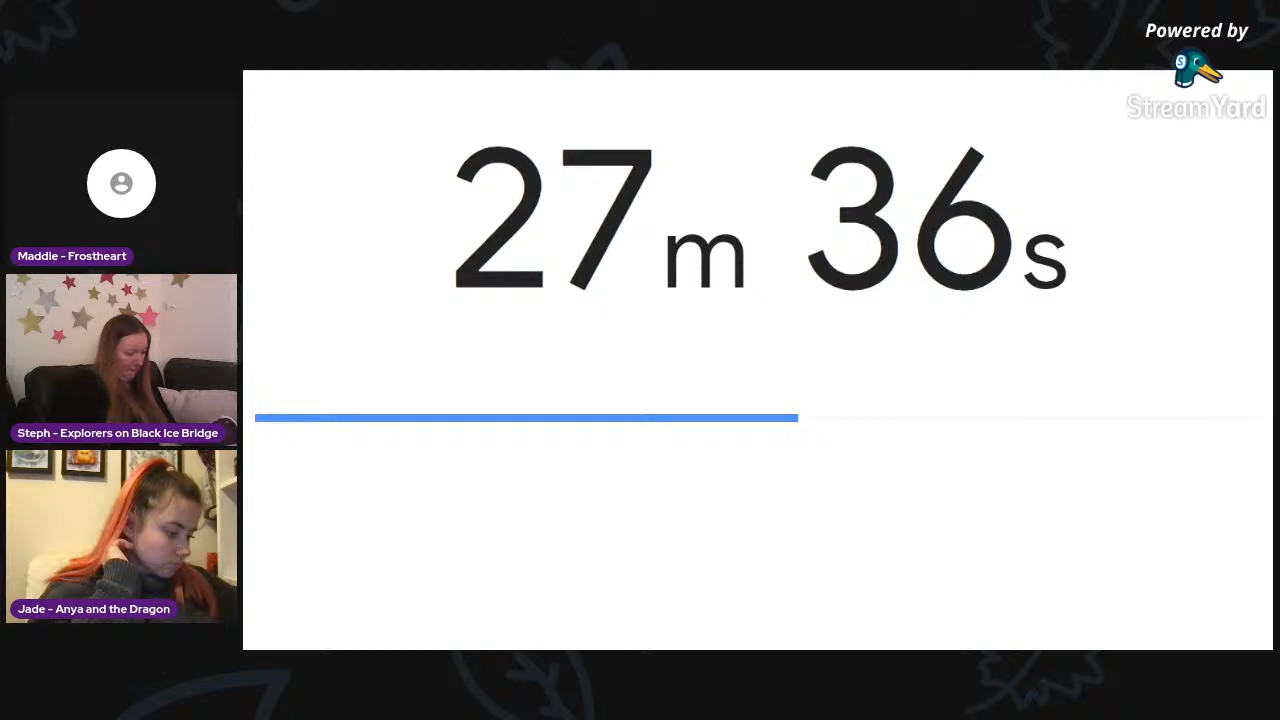 Powered by
StreamYard
27m 36s
Maddie - Frostheart
Steph - Explorers on Black Ice Bridge
Jade - Anya and the Dragon